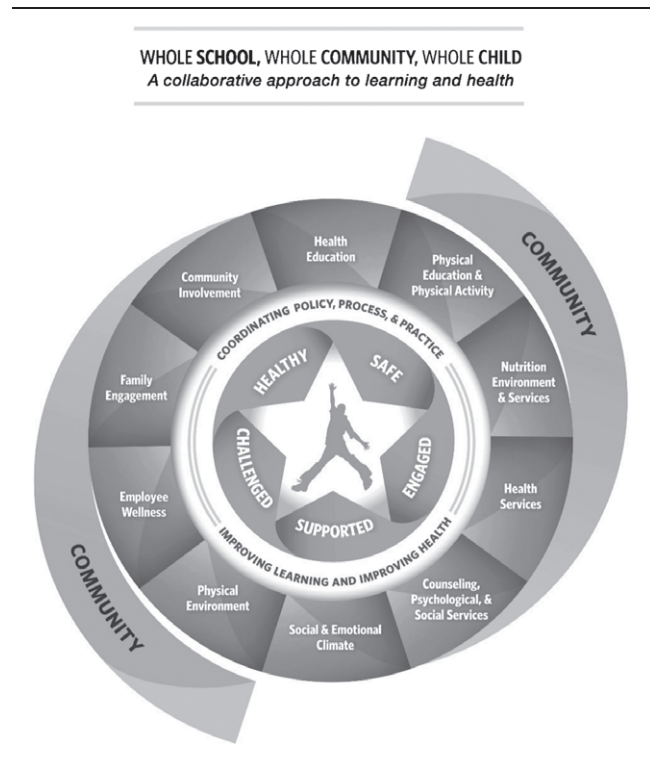 WHOLE SCHOOL, WHOLE COMMUNITY, WHOLE CHILD
A collaborative approach to learning and health
COMMUNITY
Health
Education
Physical
Education &
Physical Activity
Nutrition
Environment
& Services
Health
Services
Counseling,
Psychological, &
Social Services
Social & Emotional
Climate
Physical
Environment
Employee
Wellness
Family
Engagement
Community
Involvement
COORDINATING POLICY, PROCESS, & PRACTICE
IMPROVING LEARNING AND IMPROVING HEALTH
HEALTHY
SAFE
ENGAGED
SUPPORTED
CHALLENGED
COMMUNITY